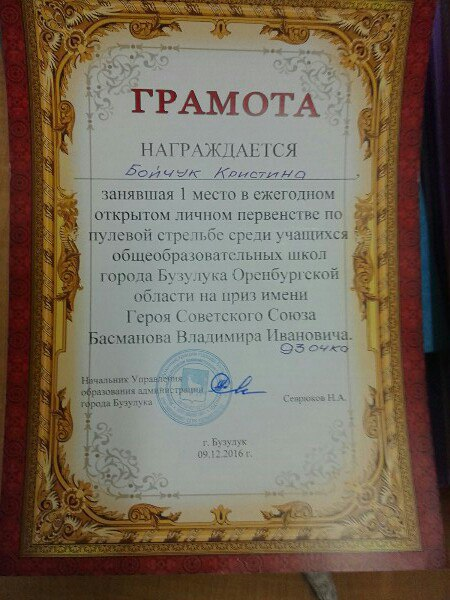 ГРАМОТА
НАГРАЖДАЕТСЯ
Бойчук Кристина,
занявшая 1 место в ежегодном
открытом личном первенстве по
пулевой стрельбе среди учащихся
общеобразовательных школ
города Бузулука Оренбургской
области на приз имени
Героя Советского Союза
Басманова Владимира Ивановича.
93 очка
Начальник Управления
образования администрации
города Бузулука
Севрюков Н.А.
г. Бузулук
09.12.2016 г.